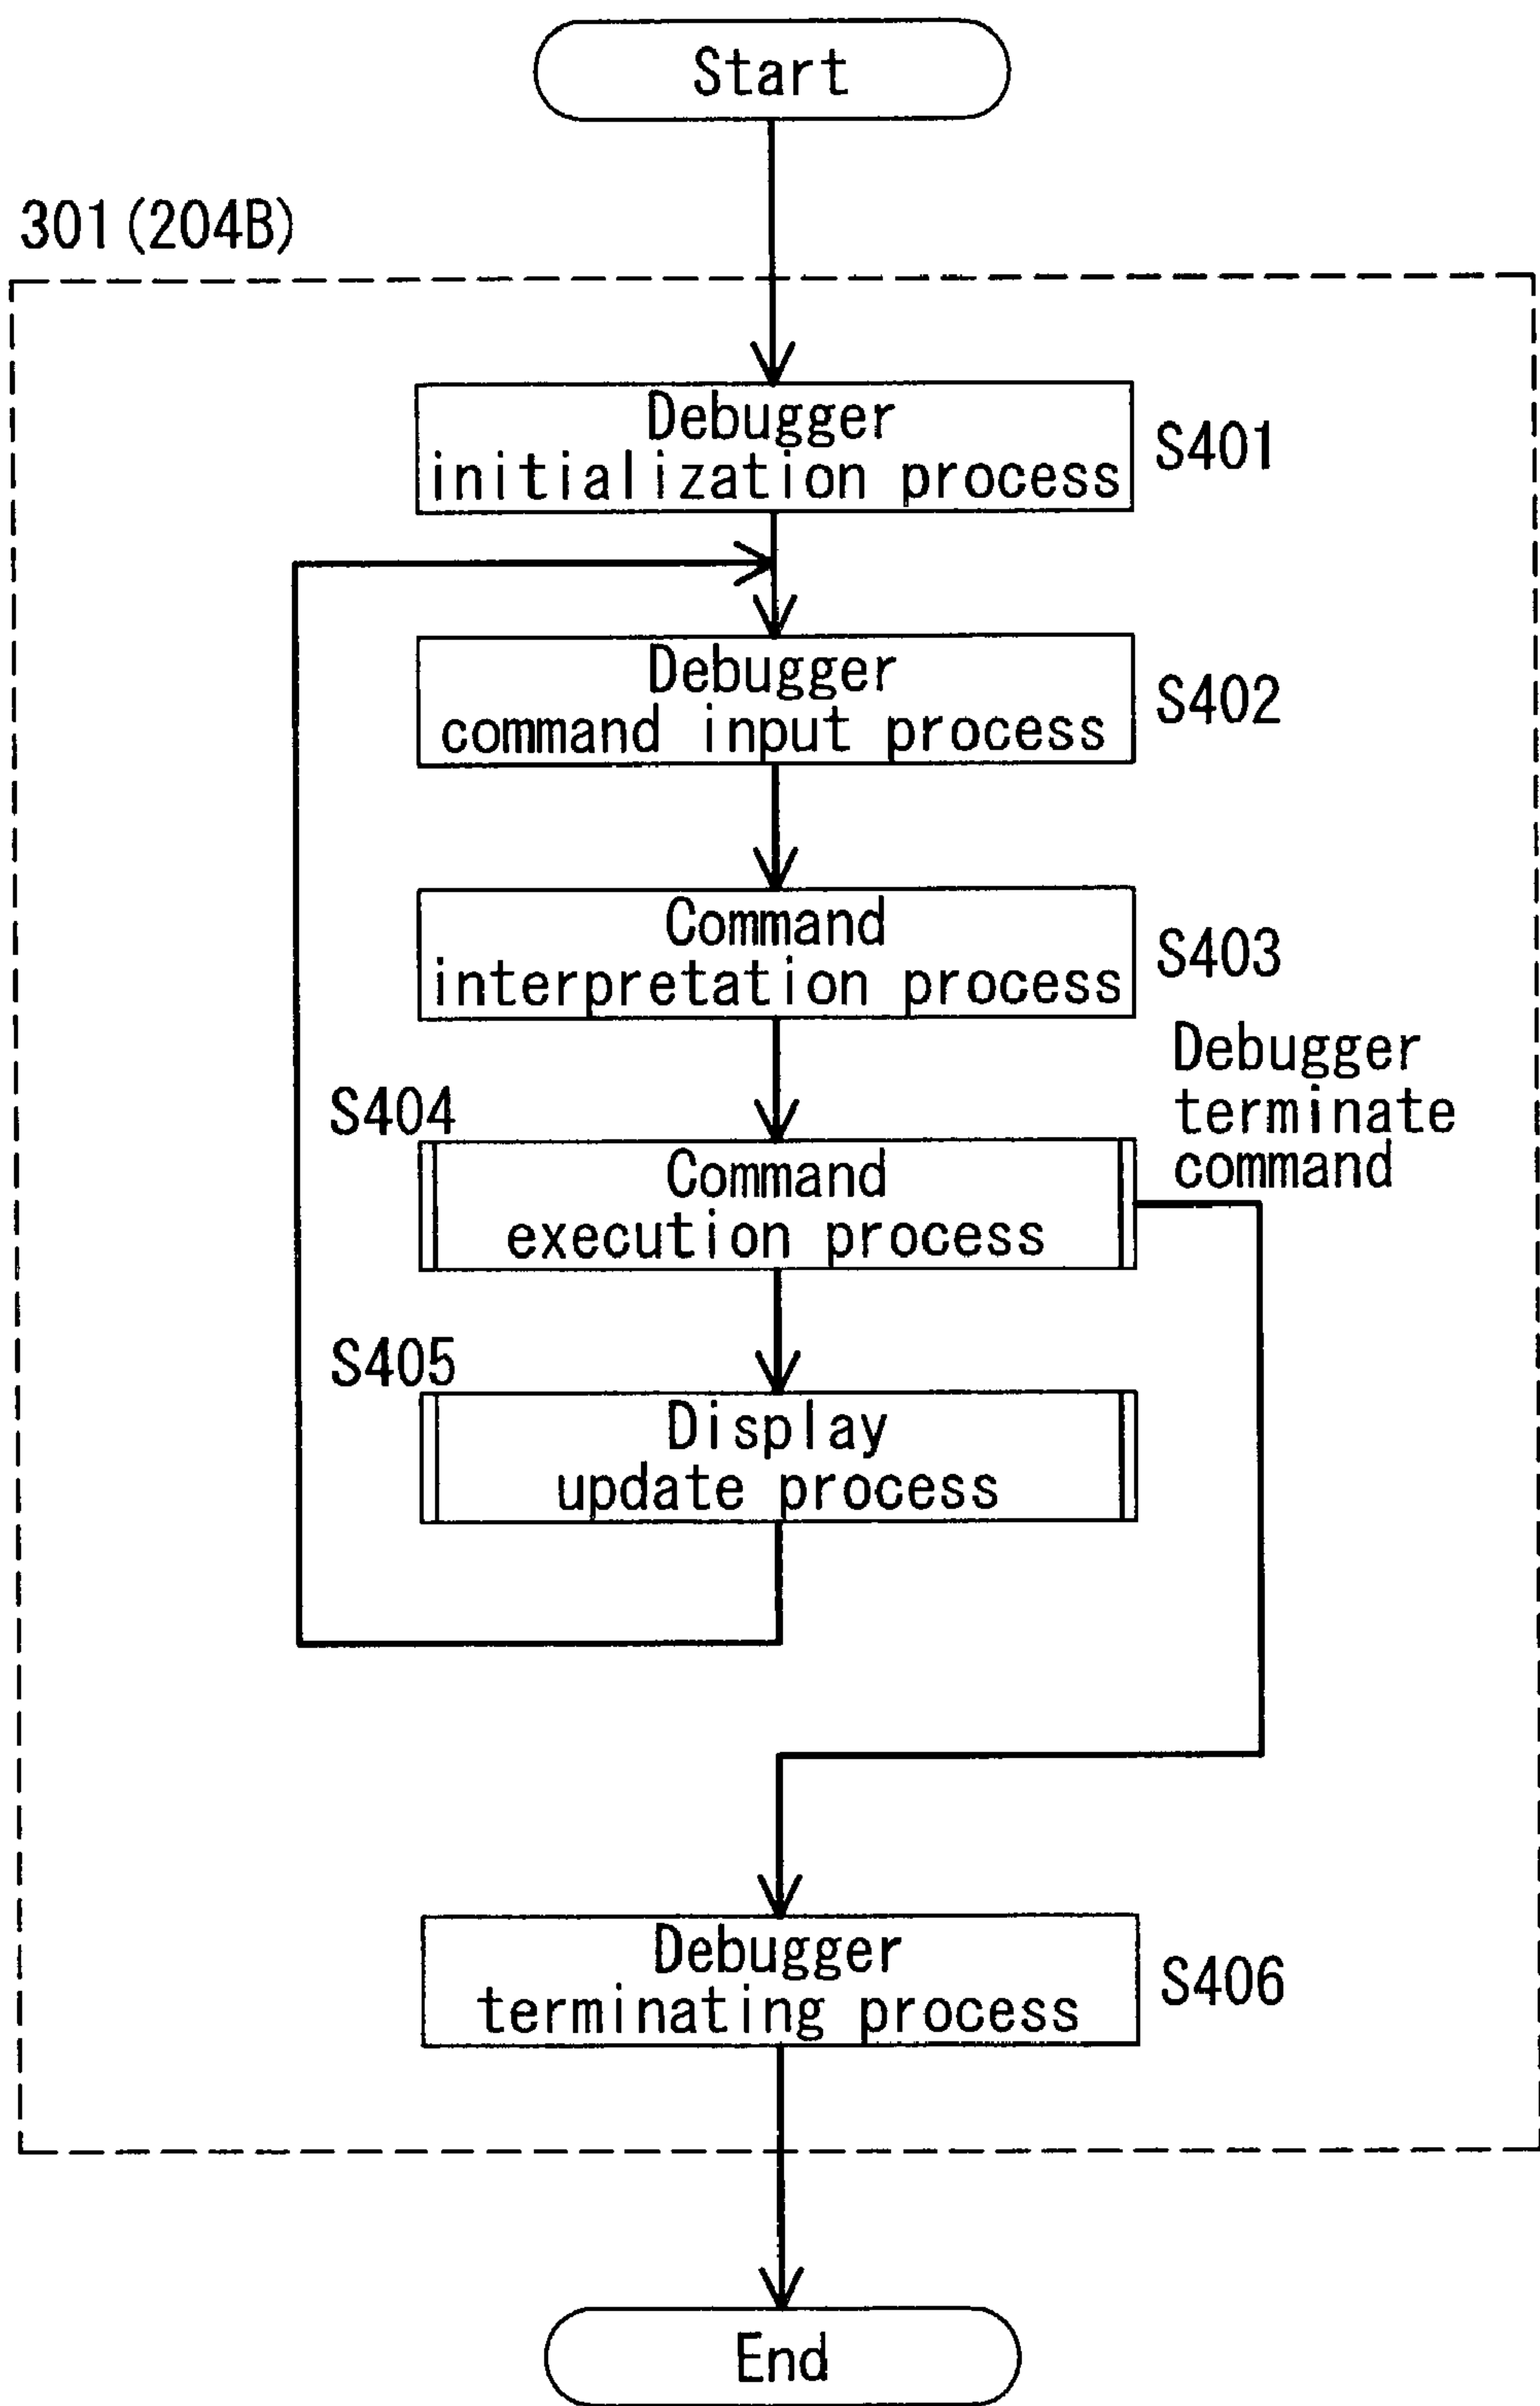 Start
301(204B)
Debugger
initialization process
S401
Debugger
command input process
S402
Command
interpretation process
S403
Debugger
terminate
command
S404
Command
execution process
S405
Display
update process
Debugger
terminating process
S406
End